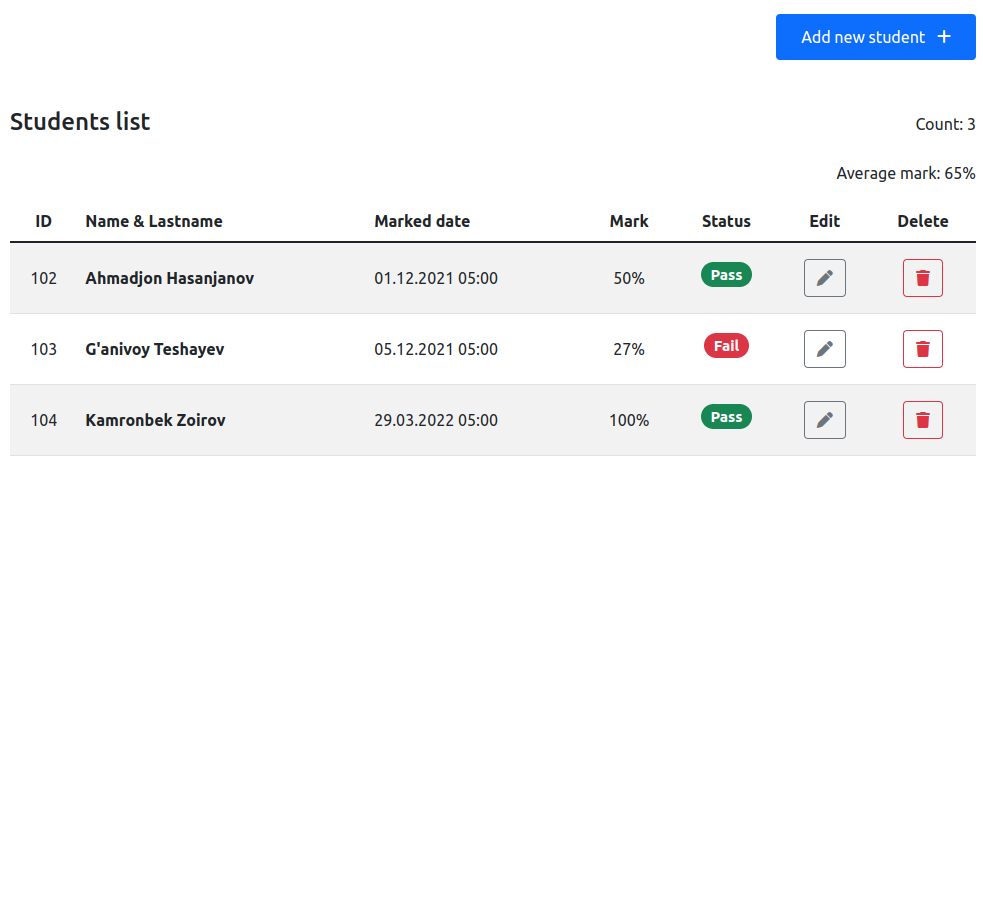 Add new student +
Students list
Count: 3
Average mark: 65%
ID Name & Lastname Marked date Mark Status Edit Delete
102 Ahmadjon Hasanjanov 01.12.2021 05:00 50% Pass
103 G'anivoy Teshayev 05.12.2021 05:00 27% Fail
104 Kamronbek Zoirov 29.03.2022 05:00 100% Pass